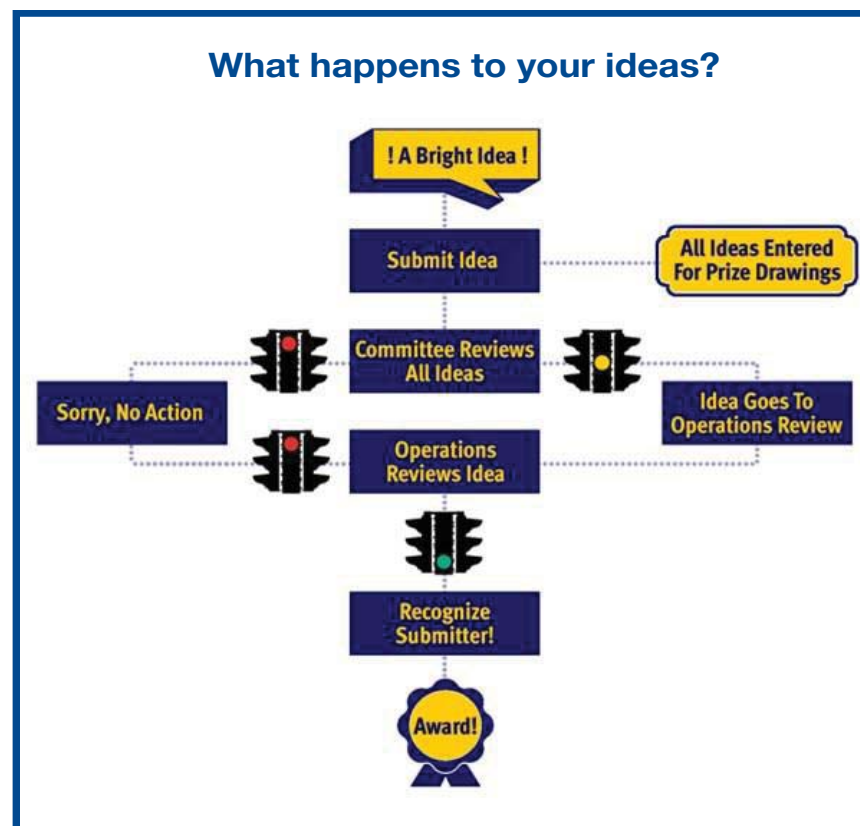 What happens to your ideas?
! A Bright Idea !
Submit Idea
All Ideas Entered
For Prize Drawings
Committee Reviews
All Ideas
Sorry, No Action
Idea Goes To
Operations Review
Operations
Reviews Idea
Recognize
Submitter!
Award!